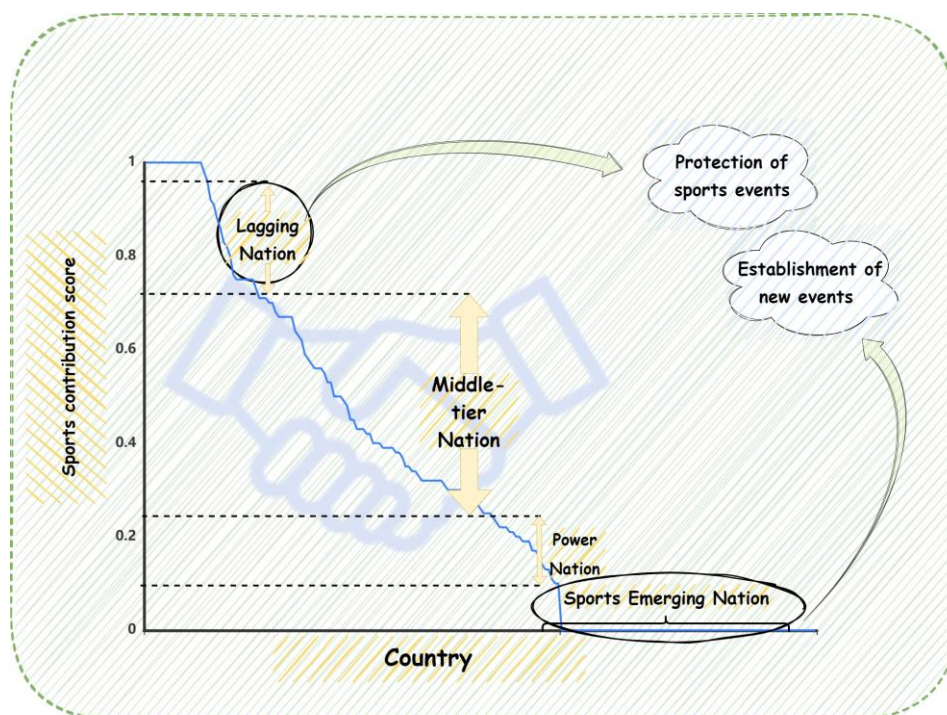 Protection of
sports events
Establishment of
new events
1
0.8
0.6
0.4
0.2
0
Sports contribution score
Lagging
Nation
Middle-
tier
Nation
Power
Nation
Sports Emerging Nation
Country